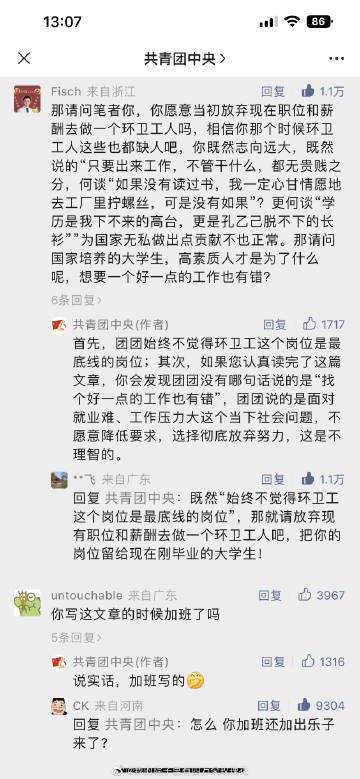 13:07
86
共青团中央 >
Fisch 来自浙江 回复 1.1万
那请问笔者你，你愿意当初放弃现在职位和薪
酬去做一个环卫工人吗，相信你那个时候环卫
工人这些也都缺人吧，你既然志向远大，既然
说的“只要出来工作，不管干什么，都无贵贱之
分，何谈“如果没有读过书，我一定心甘情愿地
去工厂里拧螺丝，可是没有如果”？更何谈“学
历是我下不来的高台，更是孔乙己脱不下的长
衫””为国家无私做出点贡献不也正常。那请问
国家培养的大学生，高素质人才是为了什么
呢，想要一个好一点的工作也有错？
6条回复 >
共青团中央(作者) 回复 1717
首先，团团始终不觉得环卫工这个岗位是最
底线的岗位；其次，如果您认真读完了这篇
文章，你会发现团团没有哪句话说的是“找
个好一点的工作也有错”，团团说的是面对
就业难、工作压力大这个当下社会问题，不
愿意降低要求，选择彻底放弃努力，这是不
理智的。
**飞 来自广东 回复 1.1万
回复 共青团中央：既然“始终不觉得环卫工
这个岗位是最底线的岗位”，那就请放弃现
有职位和薪酬去做一个环卫工人吧，把你的
岗位留给现在刚毕业的大学生！
untouchable 来自广东 回复 3967
你写这文章的时候加班了吗
5条回复 >
共青团中央(作者) 回复 1316
说实话，加班写的
CK 来自河南 回复 9304
回复 共青团中央：怎么 你加班还加出乐子
来了？